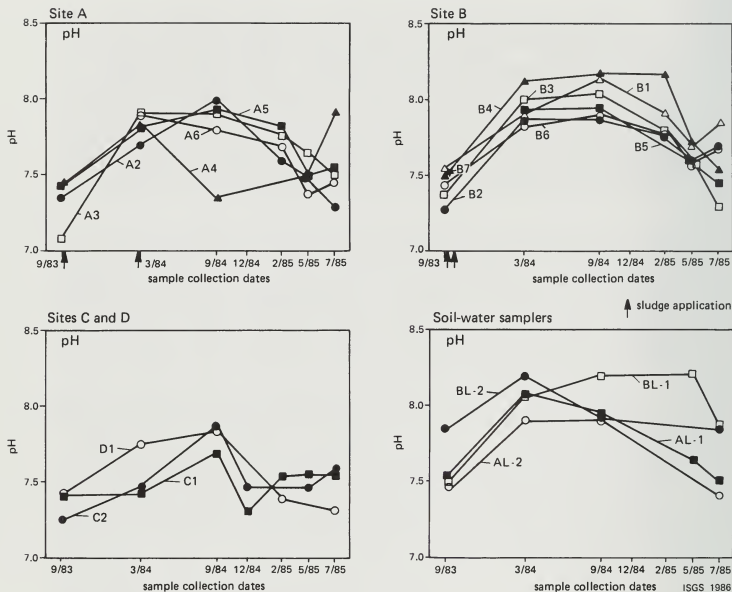 Site A
8.5
pH
8.0
pH
7.5
7.0
A5
A6
A4
A2
A3
9/83 3/84 9/84 12/84 2/85 5/85 7/85
sample collection dates
Site B
8.5
pH
8.0
pH
7.5
7.0
B3
B1
B4
B6
B5
B7
B2
9/83 3/84 9/84 12/84 2/85 5/85 7/85
sample collection dates
sludge application
Sites C and D
8.5
pH
8.0
pH
7.5
7.0
D1
C1
C2
9/83 3/84 9/84 12/84 2/85 5/85 7/85
sample collection dates
Soil-water samplers
8.5
pH
8.0
pH
7.5
7.0
BL-2
BL-1
AL-1
AL-2
9/83 3/84 9/84 12/84 2/85 5/85 7/85
sample collection dates
ISGS 1986